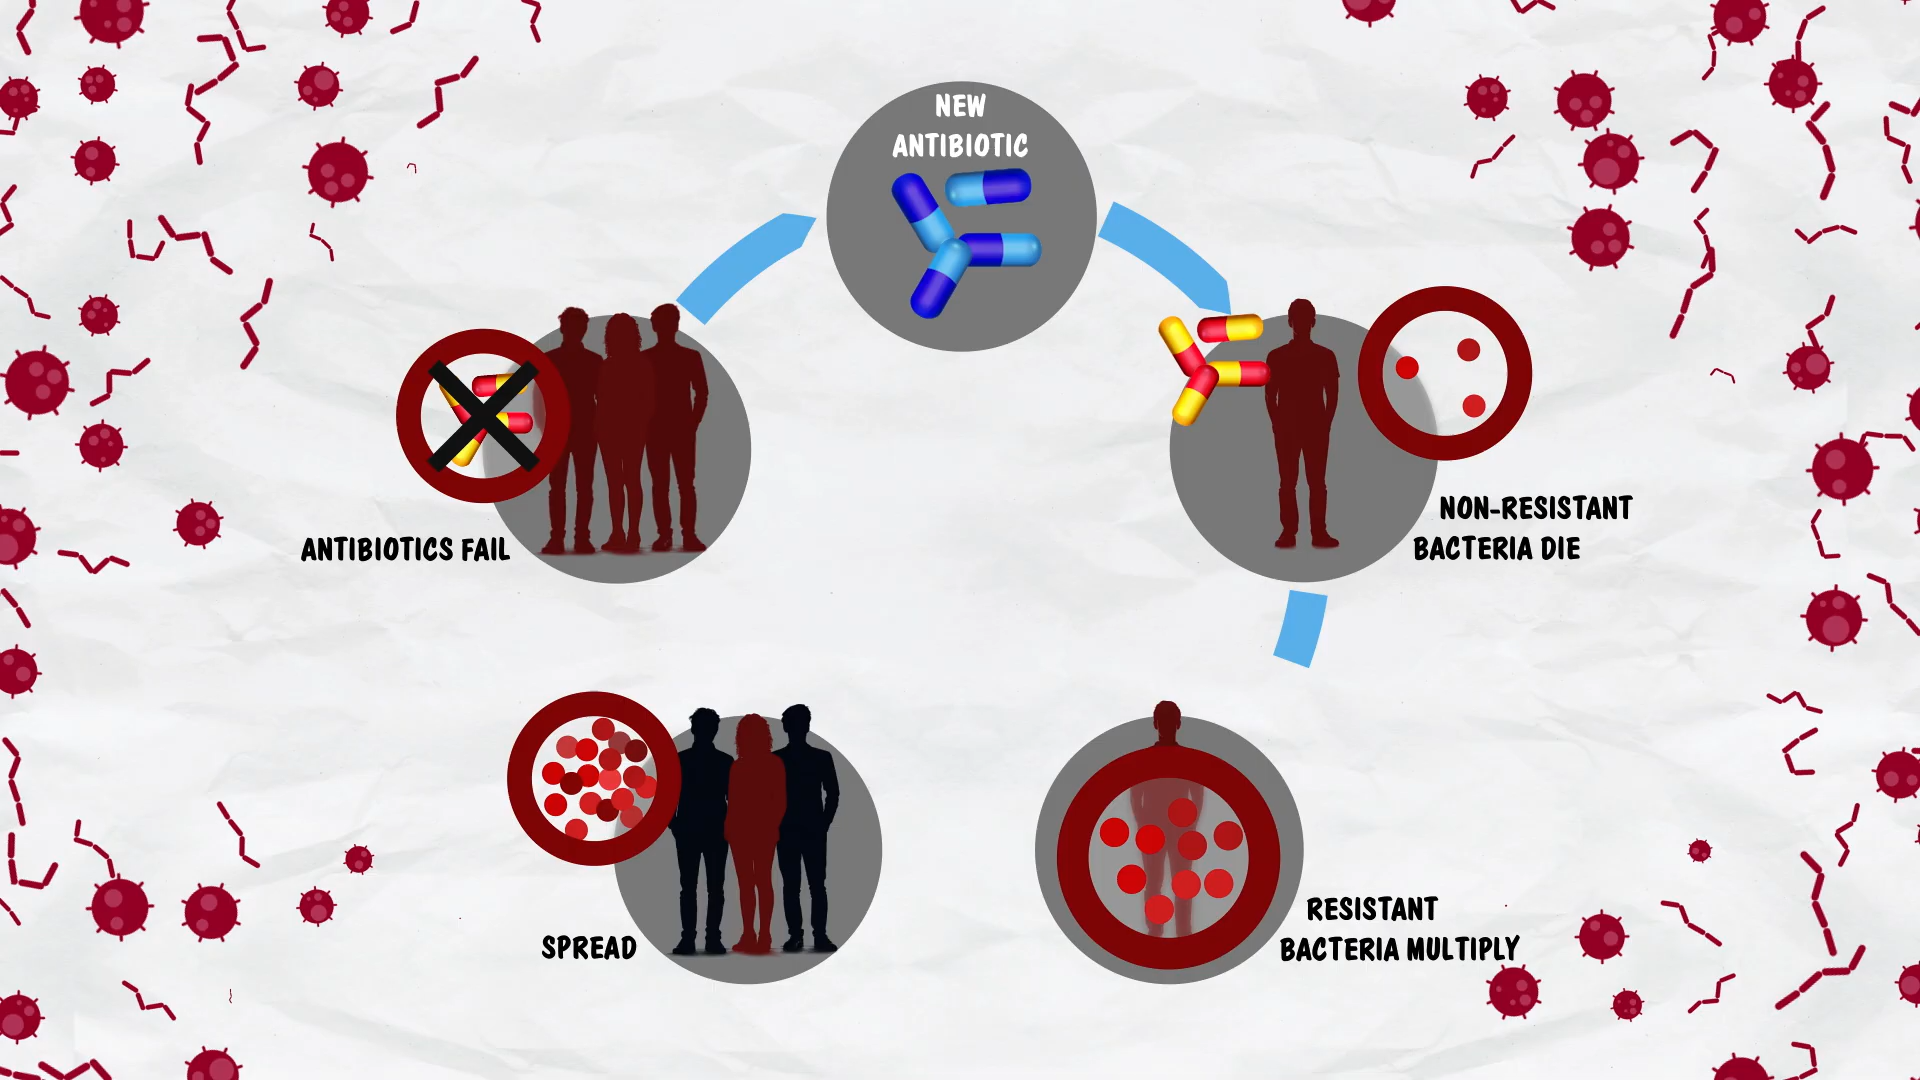 NEW
ANTIBIOTIC
NON-RESISTANT
BACTERIA DIE
ANTIBIOTICS FAIL
RESISTANT
BACTERIA MULTIPLY
SPREAD